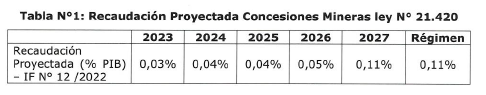 Tabla N°1: Recaudación Proyectada Concesiones Mineras ley N° 21.420
2023 2024 2025 2026 2027 Régimen
Recaudación
Proyectada (% PIB) 0,03% 0,04% 0,04% 0,05% 0,11% 0,11%
– IF N° 12 /2022